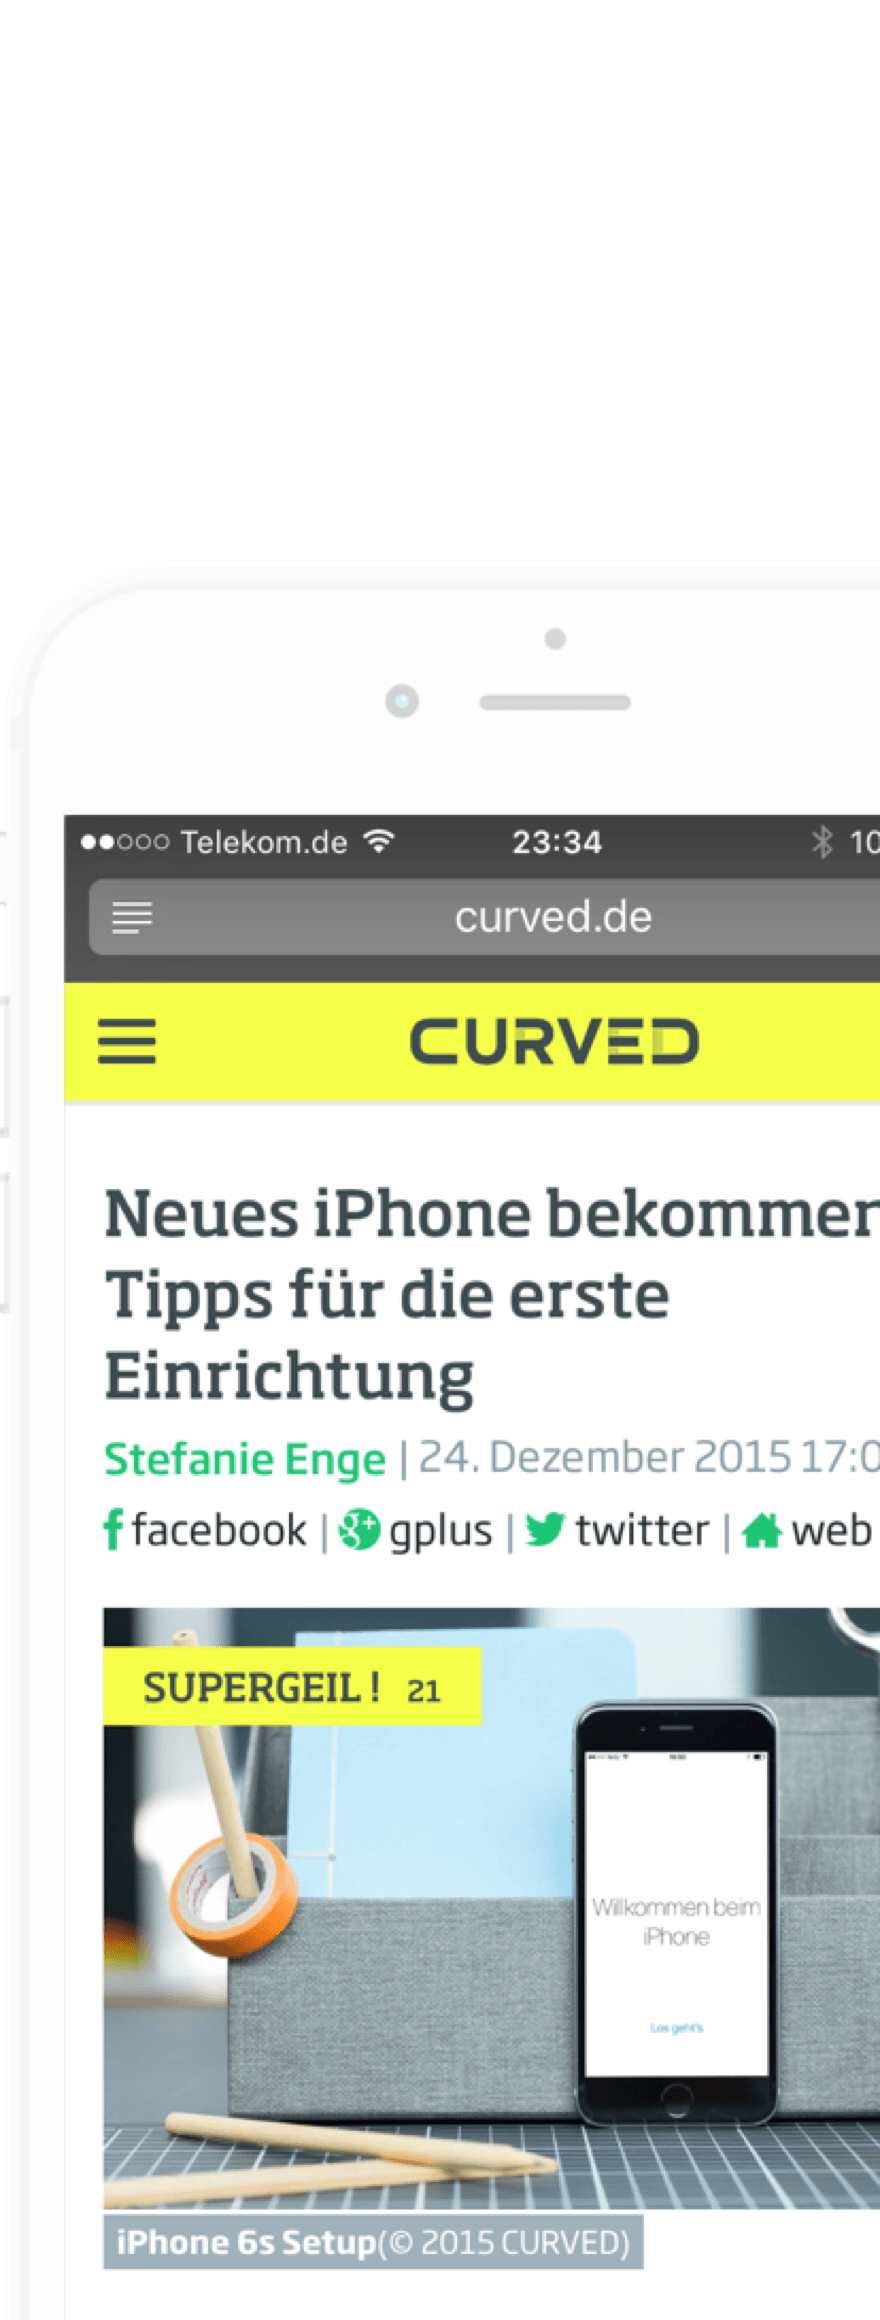 Telekom.de 23:34 10
curved.de
CURVED
Neues iPhone bekommen
Tipps für die erste
Einrichtung
Stefanie Enge | 24. Dezember 2015 17:0
facebook | gplus | twitter | web
SUPERGEIL ! 21
Willkommen beim
iPhone
Los geht's
iPhone 6s Setup(© 2015 CURVED)